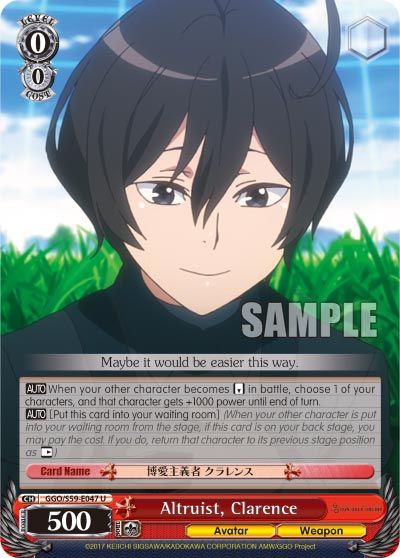 LEVEL
0
0
COST
SAMPLE
Maybe it would be easier this way.
AUTO When your other character becomes in battle, choose 1 of your
characters, and that character gets +1000 power until end of turn.
AUTO [Put this card into your waiting room] (When your other character is put
into your waiting room from the stage, if this card is on your back stage, you
may pay the cost. If you do, return that character to its previous stage position
as )
Card Name 博愛主義者 クラレンス
CH GGO/S59-E047 U
500
Altruist, Clarence
Avatar Weapon
©2017 KEIICHI SIGSAWA/KADOKAWA CORPORATION AMW/GGO Project